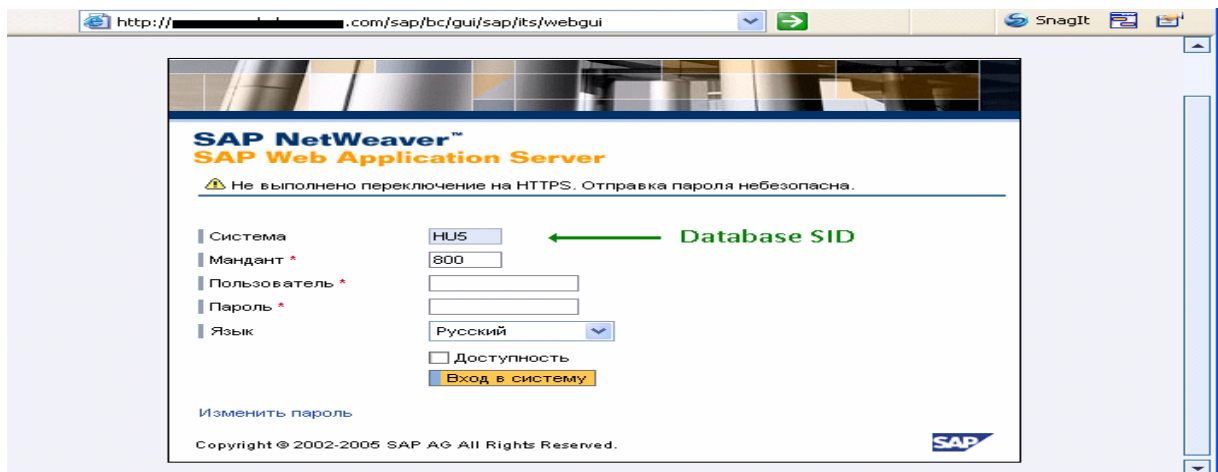 http:// .com/sap/bc/gui/sap/its/webgui
SnagIt
SAP NetWeaver™
SAP Web Application Server
Не выполнено переключение на HTTPS. Отправка пароля небезопасна.
Система HU5 Database SID
Мандант * 800
Пользователь *
Пароль *
Язык Русский
Доступность
Вход в систему
Изменить пароль
Copyright © 2002-2005 SAP AG All Rights Reserved.
SAP